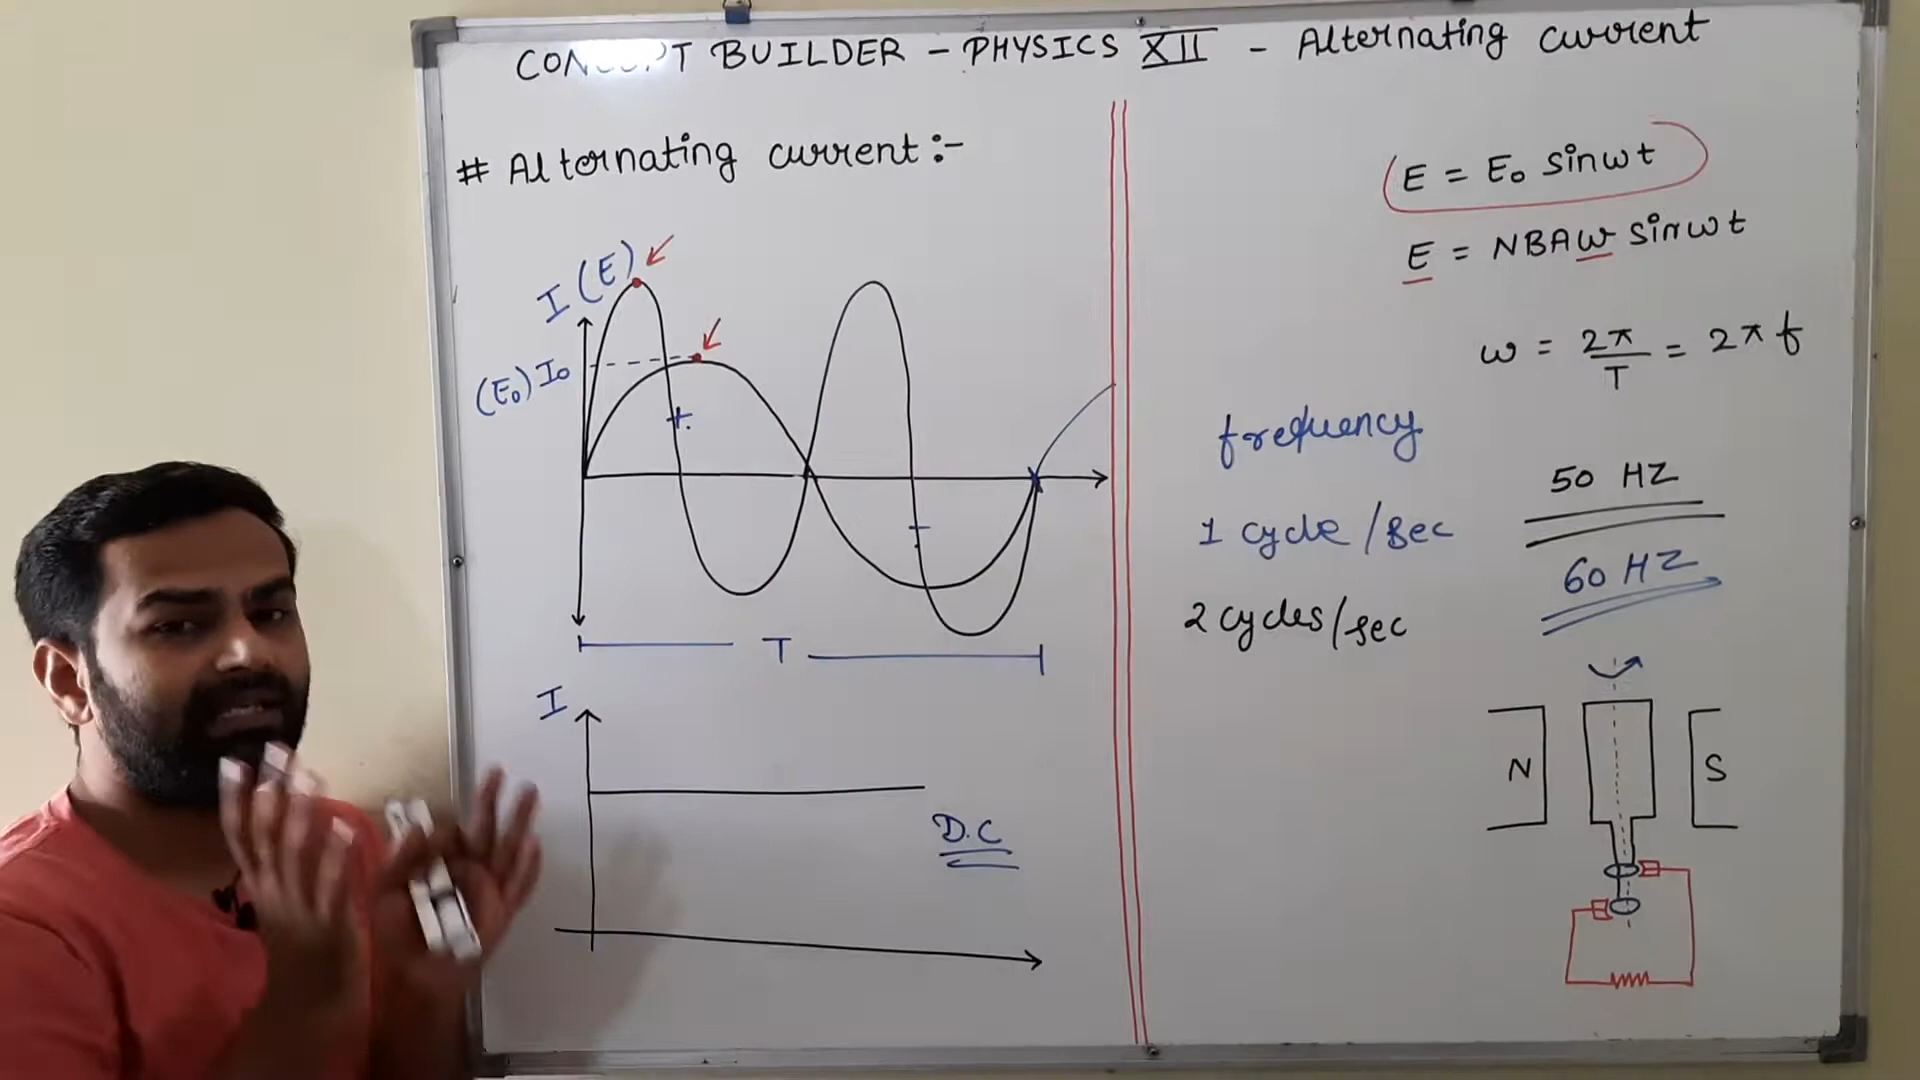 CONCEPT BUILDER - PHYSICS XII - Alternating current
# Alternating current :-
I (E)
(E₀) I₀
+
-
T
I
D.C
E = E₀ sinωt
E = NBAω sinωt
ω = 2π/T = 2πf
frequency
50 HZ
1 cycle/sec
60 HZ
2 cycles/sec
N
S